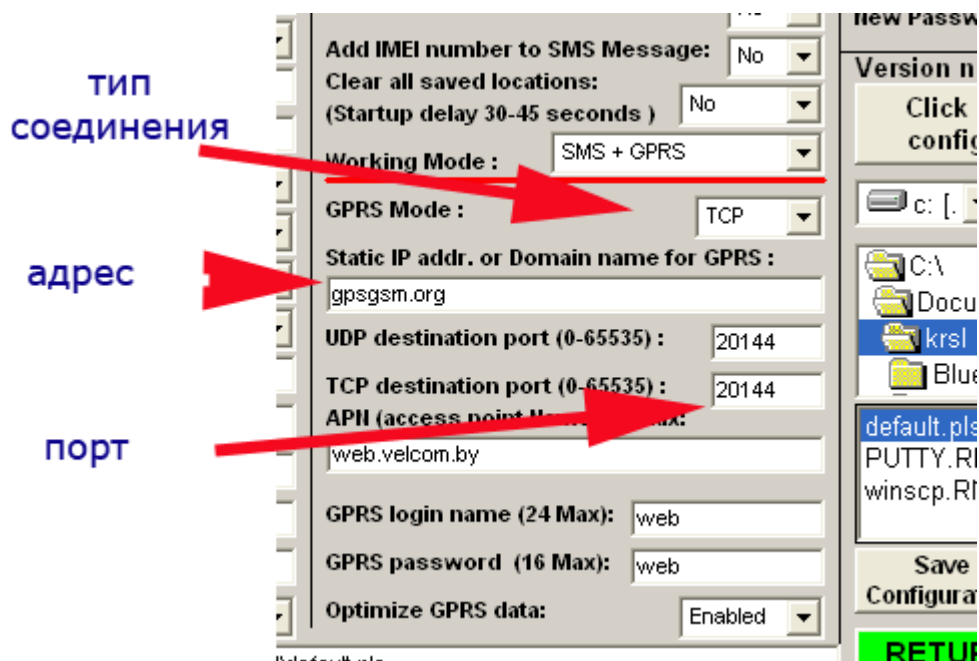 тип
соединения
адрес
порт
Add IMEI number to SMS Message: No
Clear all saved locations:
(Startup delay 30-45 seconds ) No
Working Mode : SMS + GPRS
GPRS Mode : TCP
Static IP addr. or Domain name for GPRS :
gpsgsm.org
UDP destination port (0-65535) : 20144
TCP destination port (0-65535) : 20144
APN (access point
web.velcom.by
GPRS login name (24 Max): web
GPRS password (16 Max): web
Optimize GPRS data: Enabled
New Passw
Version n
Click
config
c: [.
C:\
Docu
krsl
Blue
default.pls
PUTTY.RN
winscp.RN
Save
Configurat
RETUR